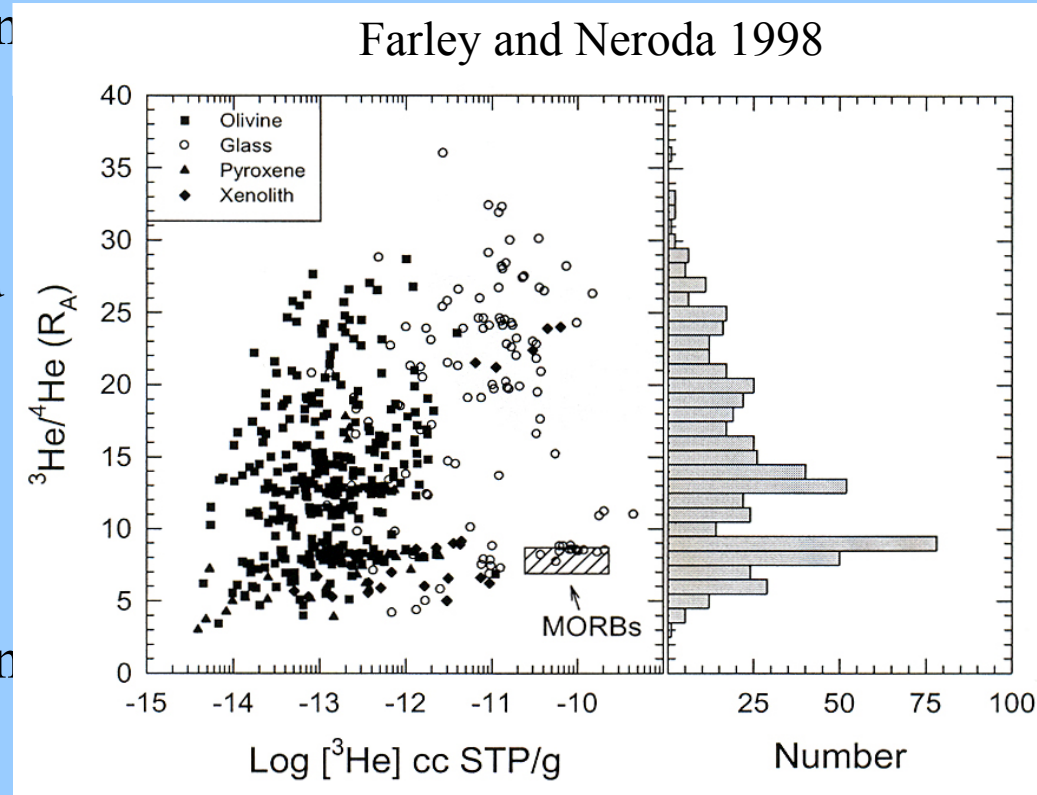 Farley and Neroda 1998
Olivine
Glass
Pyroxene
Xenolith
40
35
30
25
20
15
10
5
0
³He/⁴He (R_A)
MORBs
-15 -14 -13 -12 -11 -10
25 50 75 100
Log [³He] cc STP/g
Number